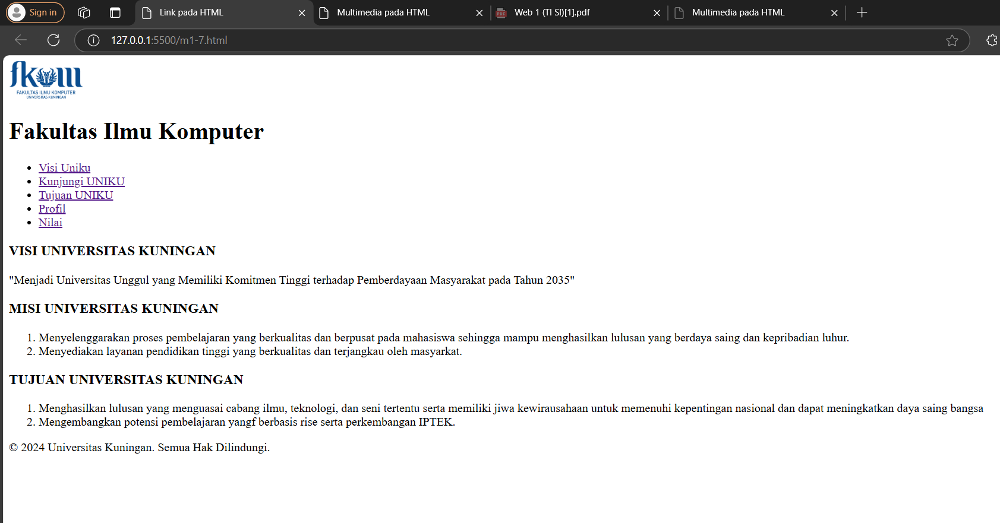 Sign in
Link pada HTML
Multimedia pada HTML
Web 1 (TI SI)[1].pdf
Multimedia pada HTML
127.0.0.1:5500/m1-7.html
fkom
FAKULTAS ILMU KOMPUTER
UNIVERSITAS KUNINGAN
Fakultas Ilmu Komputer
• Visi Uniku
• Kunjungi UNIKU
• Tujuan UNIKU
• Profil
• Nilai
VISI UNIVERSITAS KUNINGAN
"Menjadi Universitas Unggul yang Memiliki Komitmen Tinggi terhadap Pemberdayaan Masyarakat pada Tahun 2035"
MISI UNIVERSITAS KUNINGAN
1. Menyelenggarakan proses pembelajaran yang berkualitas dan berpusat pada mahasiswa sehingga mampu menghasilkan lulusan yang berdaya saing dan kepribadian luhur.
2. Menyediakan layanan pendidikan tinggi yang berkualitas dan terjangkau oleh masyarkat.
TUJUAN UNIVERSITAS KUNINGAN
1. Menghasilkan lulusan yang menguasai cabang ilmu, teknologi, dan seni tertentu serta memiliki jiwa kewirausahaan untuk memenuhi kepentingan nasional dan dapat meningkatkan daya saing bangsa
2. Mengembangkan potensi pembelajaran yangf berbasis rise serta perkembangan IPTEK.
© 2024 Universitas Kuningan. Semua Hak Dilindungi.